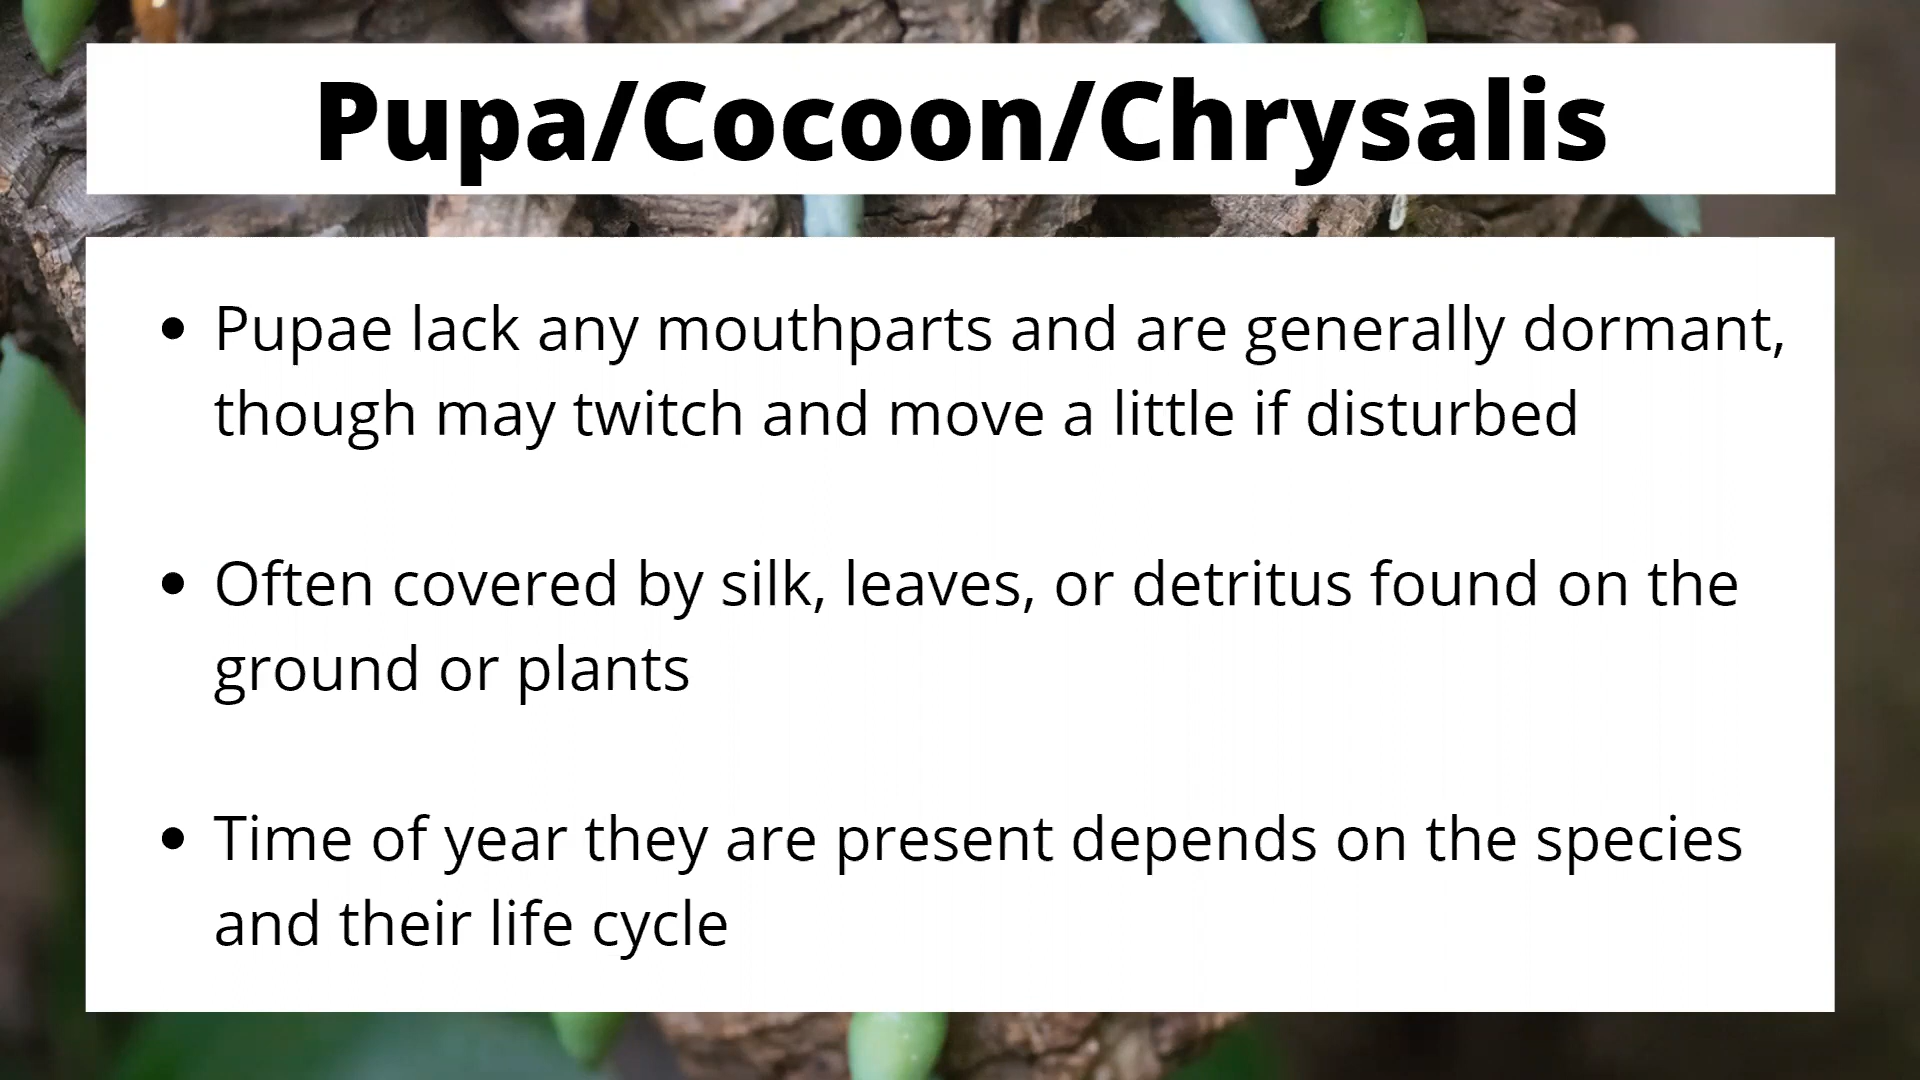 Pupa/Cocoon/Chrysalis
• Pupae lack any mouthparts and are generally dormant,
though may twitch and move a little if disturbed
• Often covered by silk, leaves, or detritus found on the
ground or plants
• Time of year they are present depends on the species
and their life cycle